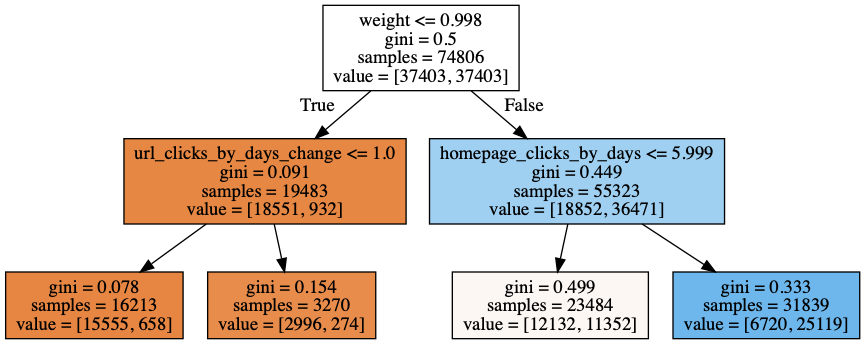 weight <= 0.998
gini = 0.5
samples = 74806
value = [37403, 37403]
True
False
url_clicks_by_days_change <= 1.0
gini = 0.091
samples = 19483
value = [18551, 932]
homepage_clicks_by_days <= 5.999
gini = 0.449
samples = 55323
value = [18852, 36471]
gini = 0.078
samples = 16213
value = [15555, 658]
gini = 0.154
samples = 3270
value = [2996, 274]
gini = 0.499
samples = 23484
value = [12132, 11352]
gini = 0.333
samples = 31839
value = [6720, 25119]